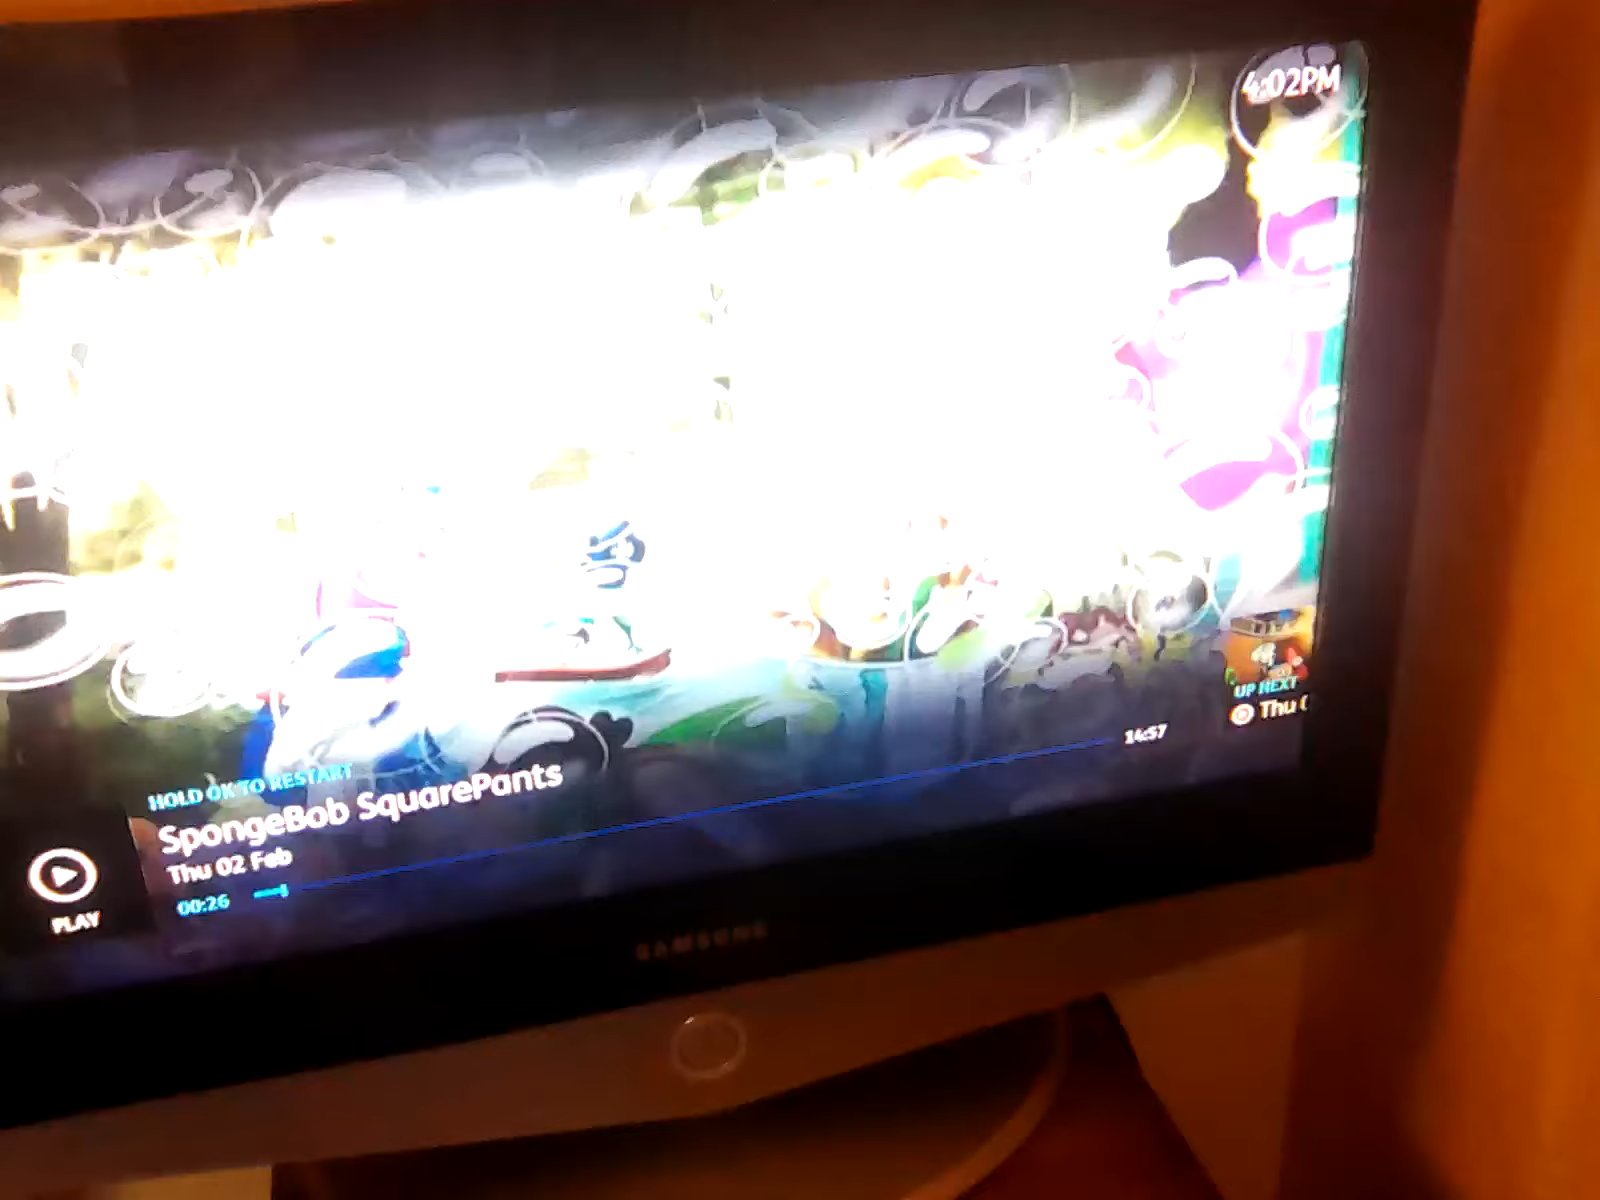 4:02PM
UP NEXT
Thu
14:57
HOLD OK TO RESTART
SpongeBob SquarePants
Thu 02 Feb
00:26
PLAY
SAMSUNG